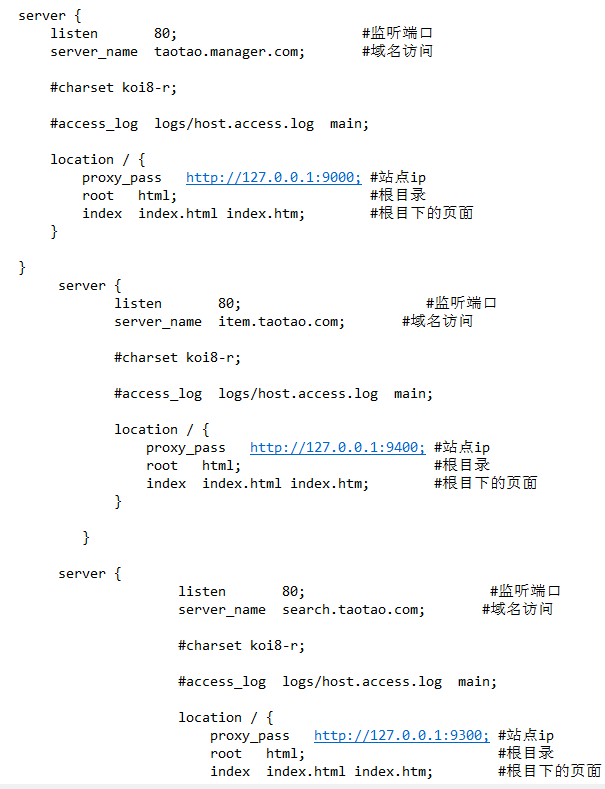 server {
listen 80; #监听端口
server_name taotao.manager.com; #域名访问
#charset koi8-r;
#access_log logs/host.access.log main;
location / {
proxy_pass http://127.0.0.1:9000; #站点ip
root html; #根目录
index index.html index.htm; #根目下的页面
}
}
server {
listen 80; #监听端口
server_name item.taotao.com; #域名访问
#charset koi8-r;
#access_log logs/host.access.log main;
location / {
proxy_pass http://127.0.0.1:9400; #站点ip
root html; #根目录
index index.html index.htm; #根目下的页面
}
}
server {
listen 80; #监听端口
server_name search.taotao.com; #域名访问
#charset koi8-r;
#access_log logs/host.access.log main;
location / {
proxy_pass http://127.0.0.1:9300; #站点ip
root html; #根目录
index index.html index.htm; #根目下的页面